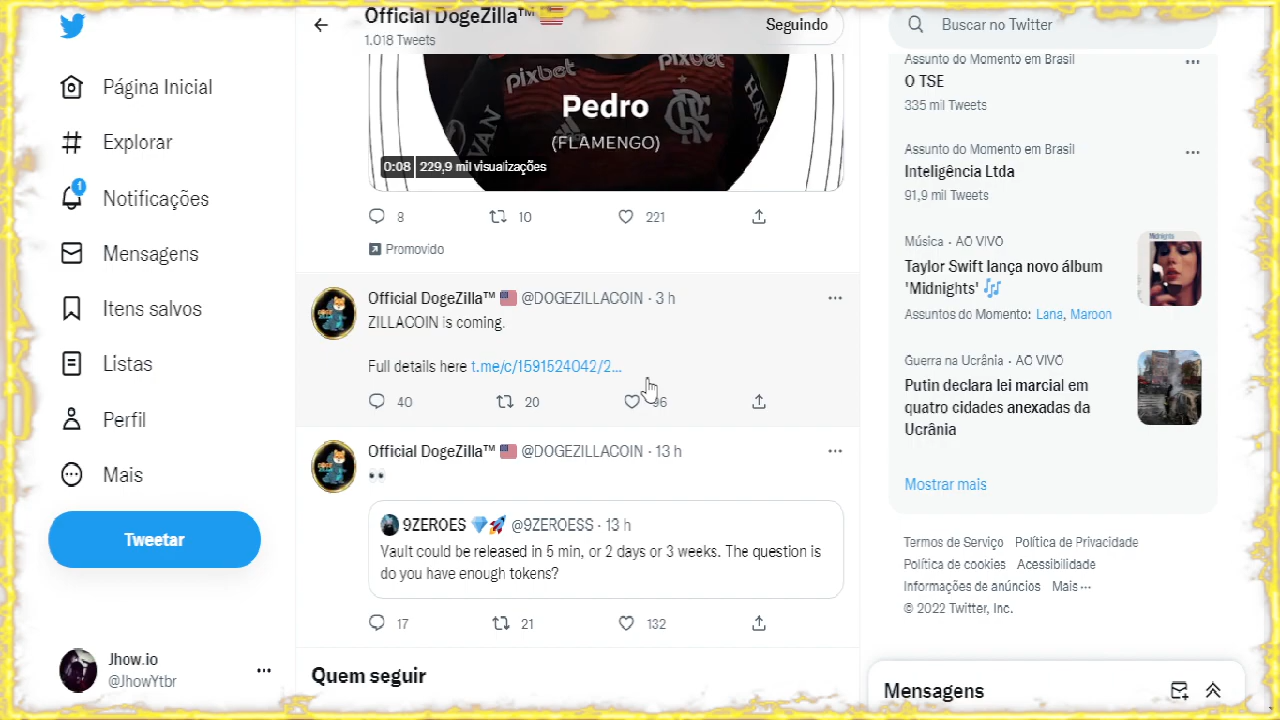 Página Inicial
Explorar
1
Notificações
Mensagens
Itens salvos
Listas
Perfil
Mais
Tweetar
Jhow.io
@JhowYtbr
Official DogeZilla™
1.018 Tweets
Seguindo
pixbet
pixbet
Pedro
(FLAMENGO)
0:08 229,9 mil visualizações
8 10 221
Promovido
Official DogeZilla™ @DOGEZILLACOIN · 3 h
ZILLACOIN is coming.
Full details here t.me/c/1591524042/2...
40 20 96
Official DogeZilla™ @DOGEZILLACOIN · 13 h
9ZEROES @9ZEROESS · 13 h
Vault could be released in 5 min, or 2 days or 3 weeks. The question is
do you have enough tokens?
17 21 132
Quem seguir
Buscar no Twitter
Assunto do Momento em Brasil
O TSE
335 mil Tweets
Assunto do Momento em Brasil
Inteligência Ltda
91,9 mil Tweets
Música · AO VIVO
Taylor Swift lança novo álbum
'Midnights'
Assuntos do Momento: Lana, Maroon
Midnights
Guerra na Ucrânia · AO VIVO
Putin declara lei marcial em
quatro cidades anexadas da
Ucrânia
Mostrar mais
Termos de Serviço Política de Privacidade
Política de cookies Acessibilidade
Informações de anúncios Mais ···
© 2022 Twitter, Inc.
Mensagens